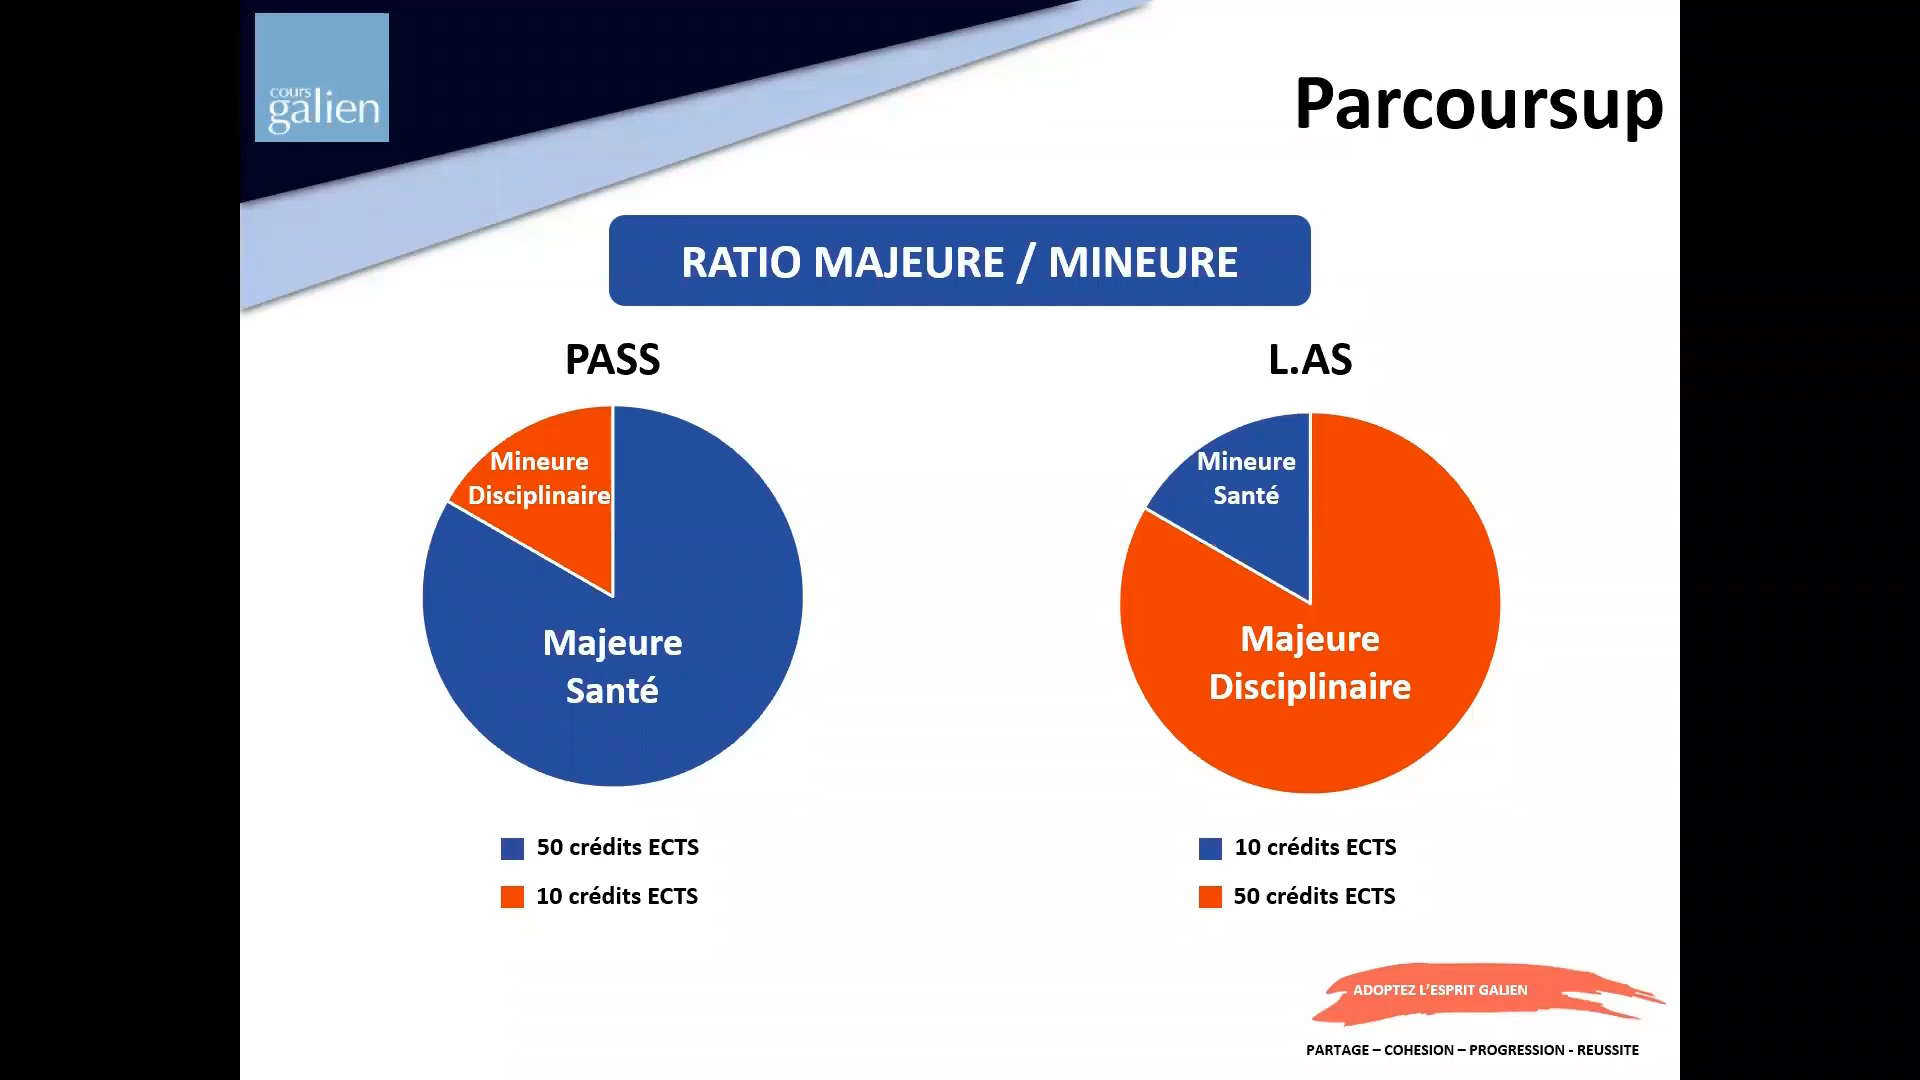 cours
galien
Parcoursup
RATIO MAJEURE / MINEURE
PASS
Mineure
Disciplinaire
Majeure
Santé
50 crédits ECTS
10 crédits ECTS
L.AS
Mineure
Santé
Majeure
Disciplinaire
10 crédits ECTS
50 crédits ECTS
ADOPTEZ L'ESPRIT GALIEN
PARTAGE – COHESION – PROGRESSION - REUSSITE